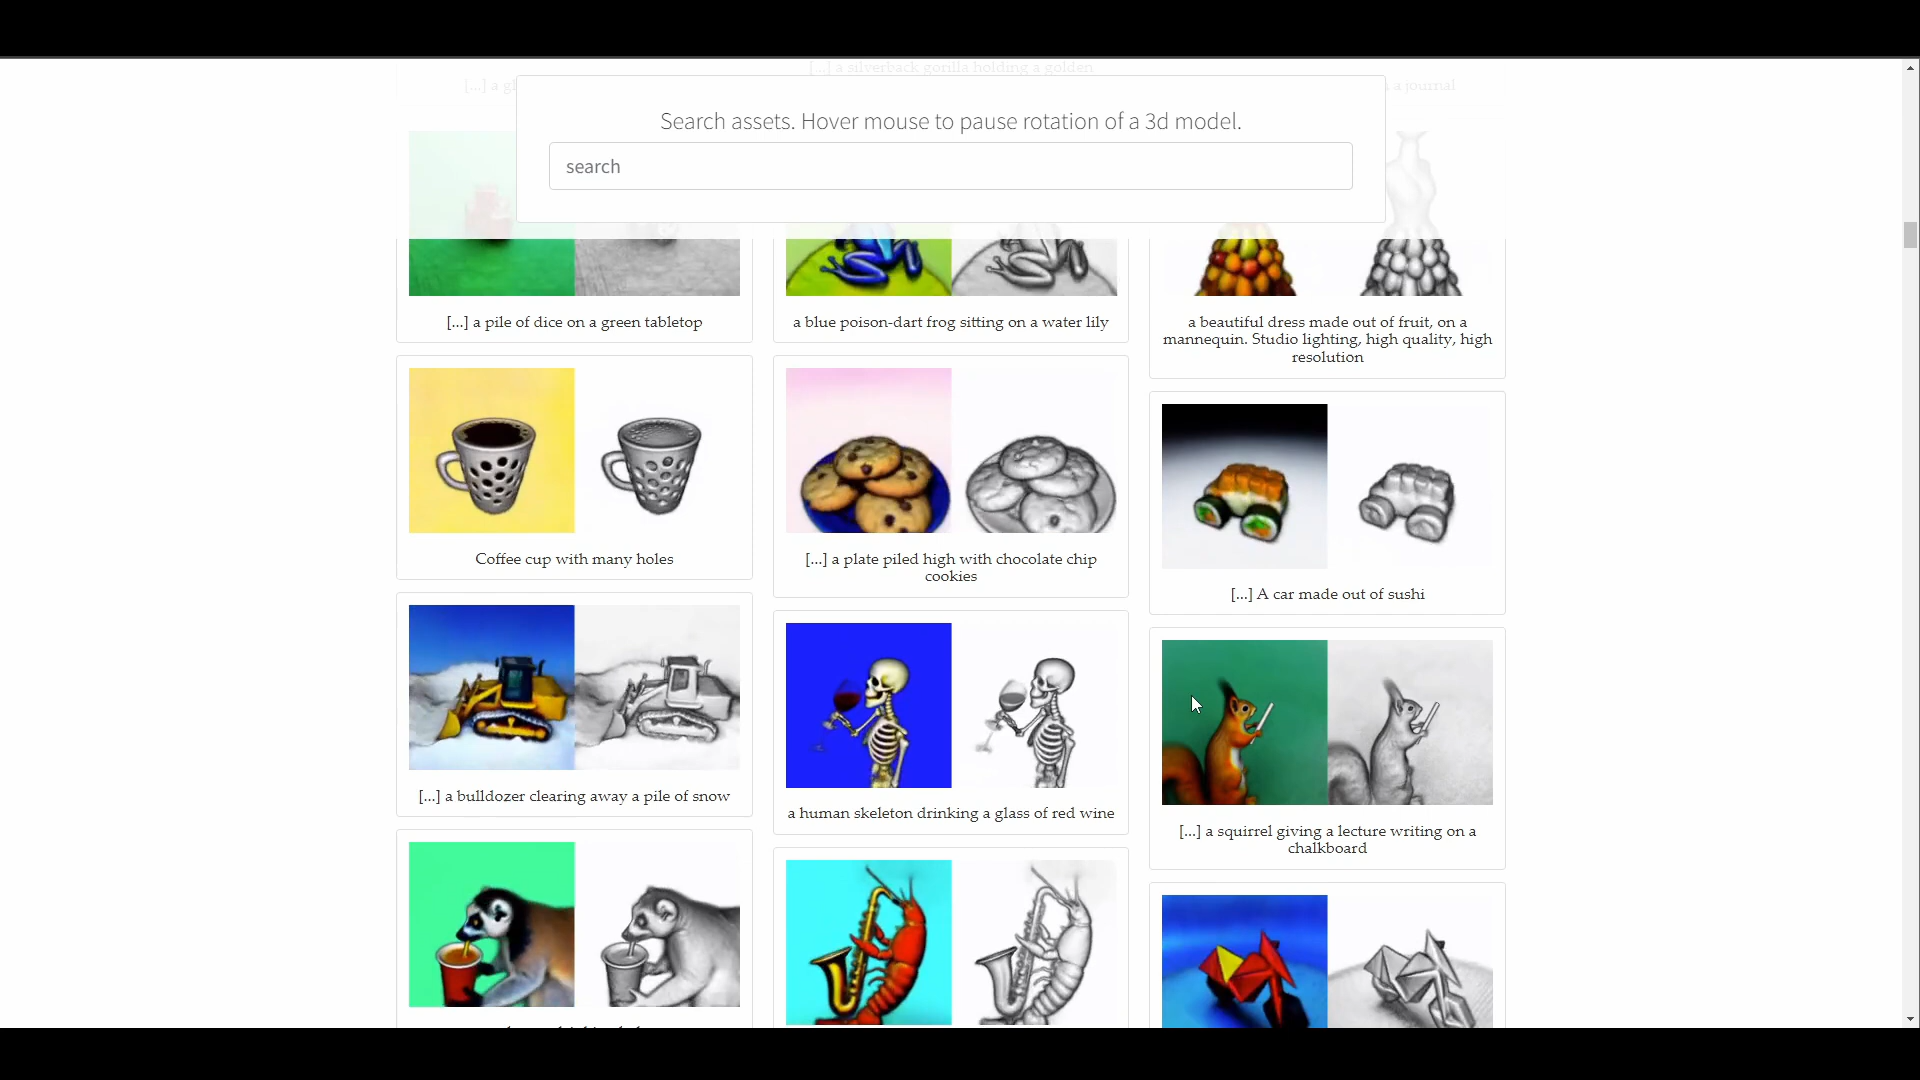 [...] a silverback gorilla holding a golden
[...] a gl
a journal
Search assets. Hover mouse to pause rotation of a 3d model.
search
[...] a pile of dice on a green tabletop
a blue poison-dart frog sitting on a water lily
a beautiful dress made out of fruit, on a
mannequin. Studio lighting, high quality, high
resolution
Coffee cup with many holes
[...] a plate piled high with chocolate chip
cookies
[...] A car made out of sushi
[...] a bulldozer clearing away a pile of snow
a human skeleton drinking a glass of red wine
[...] a squirrel giving a lecture writing on a
chalkboard